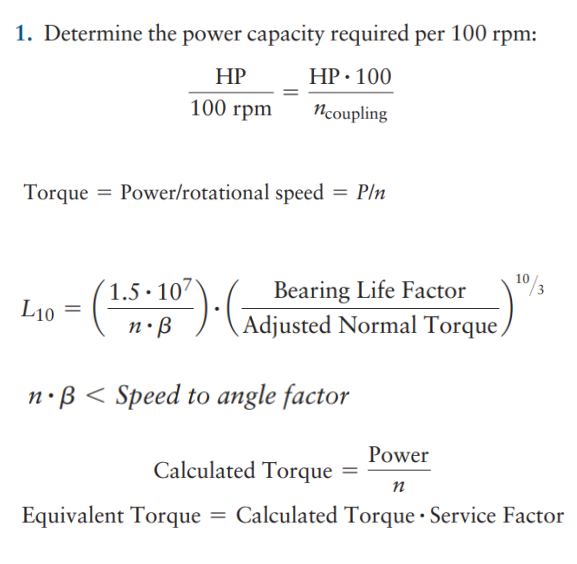 1. Determine the power capacity required per 100 rpm:
HP / 100 rpm = HP · 100 / ncoupling
Torque = Power/rotational speed = P/n
L10 = (1.5 · 10^7 / n · β) · (Bearing Life Factor / Adjusted Normal Torque)^10/3
n · β < Speed to angle factor
Calculated Torque = Power / n
Equivalent Torque = Calculated Torque · Service Factor